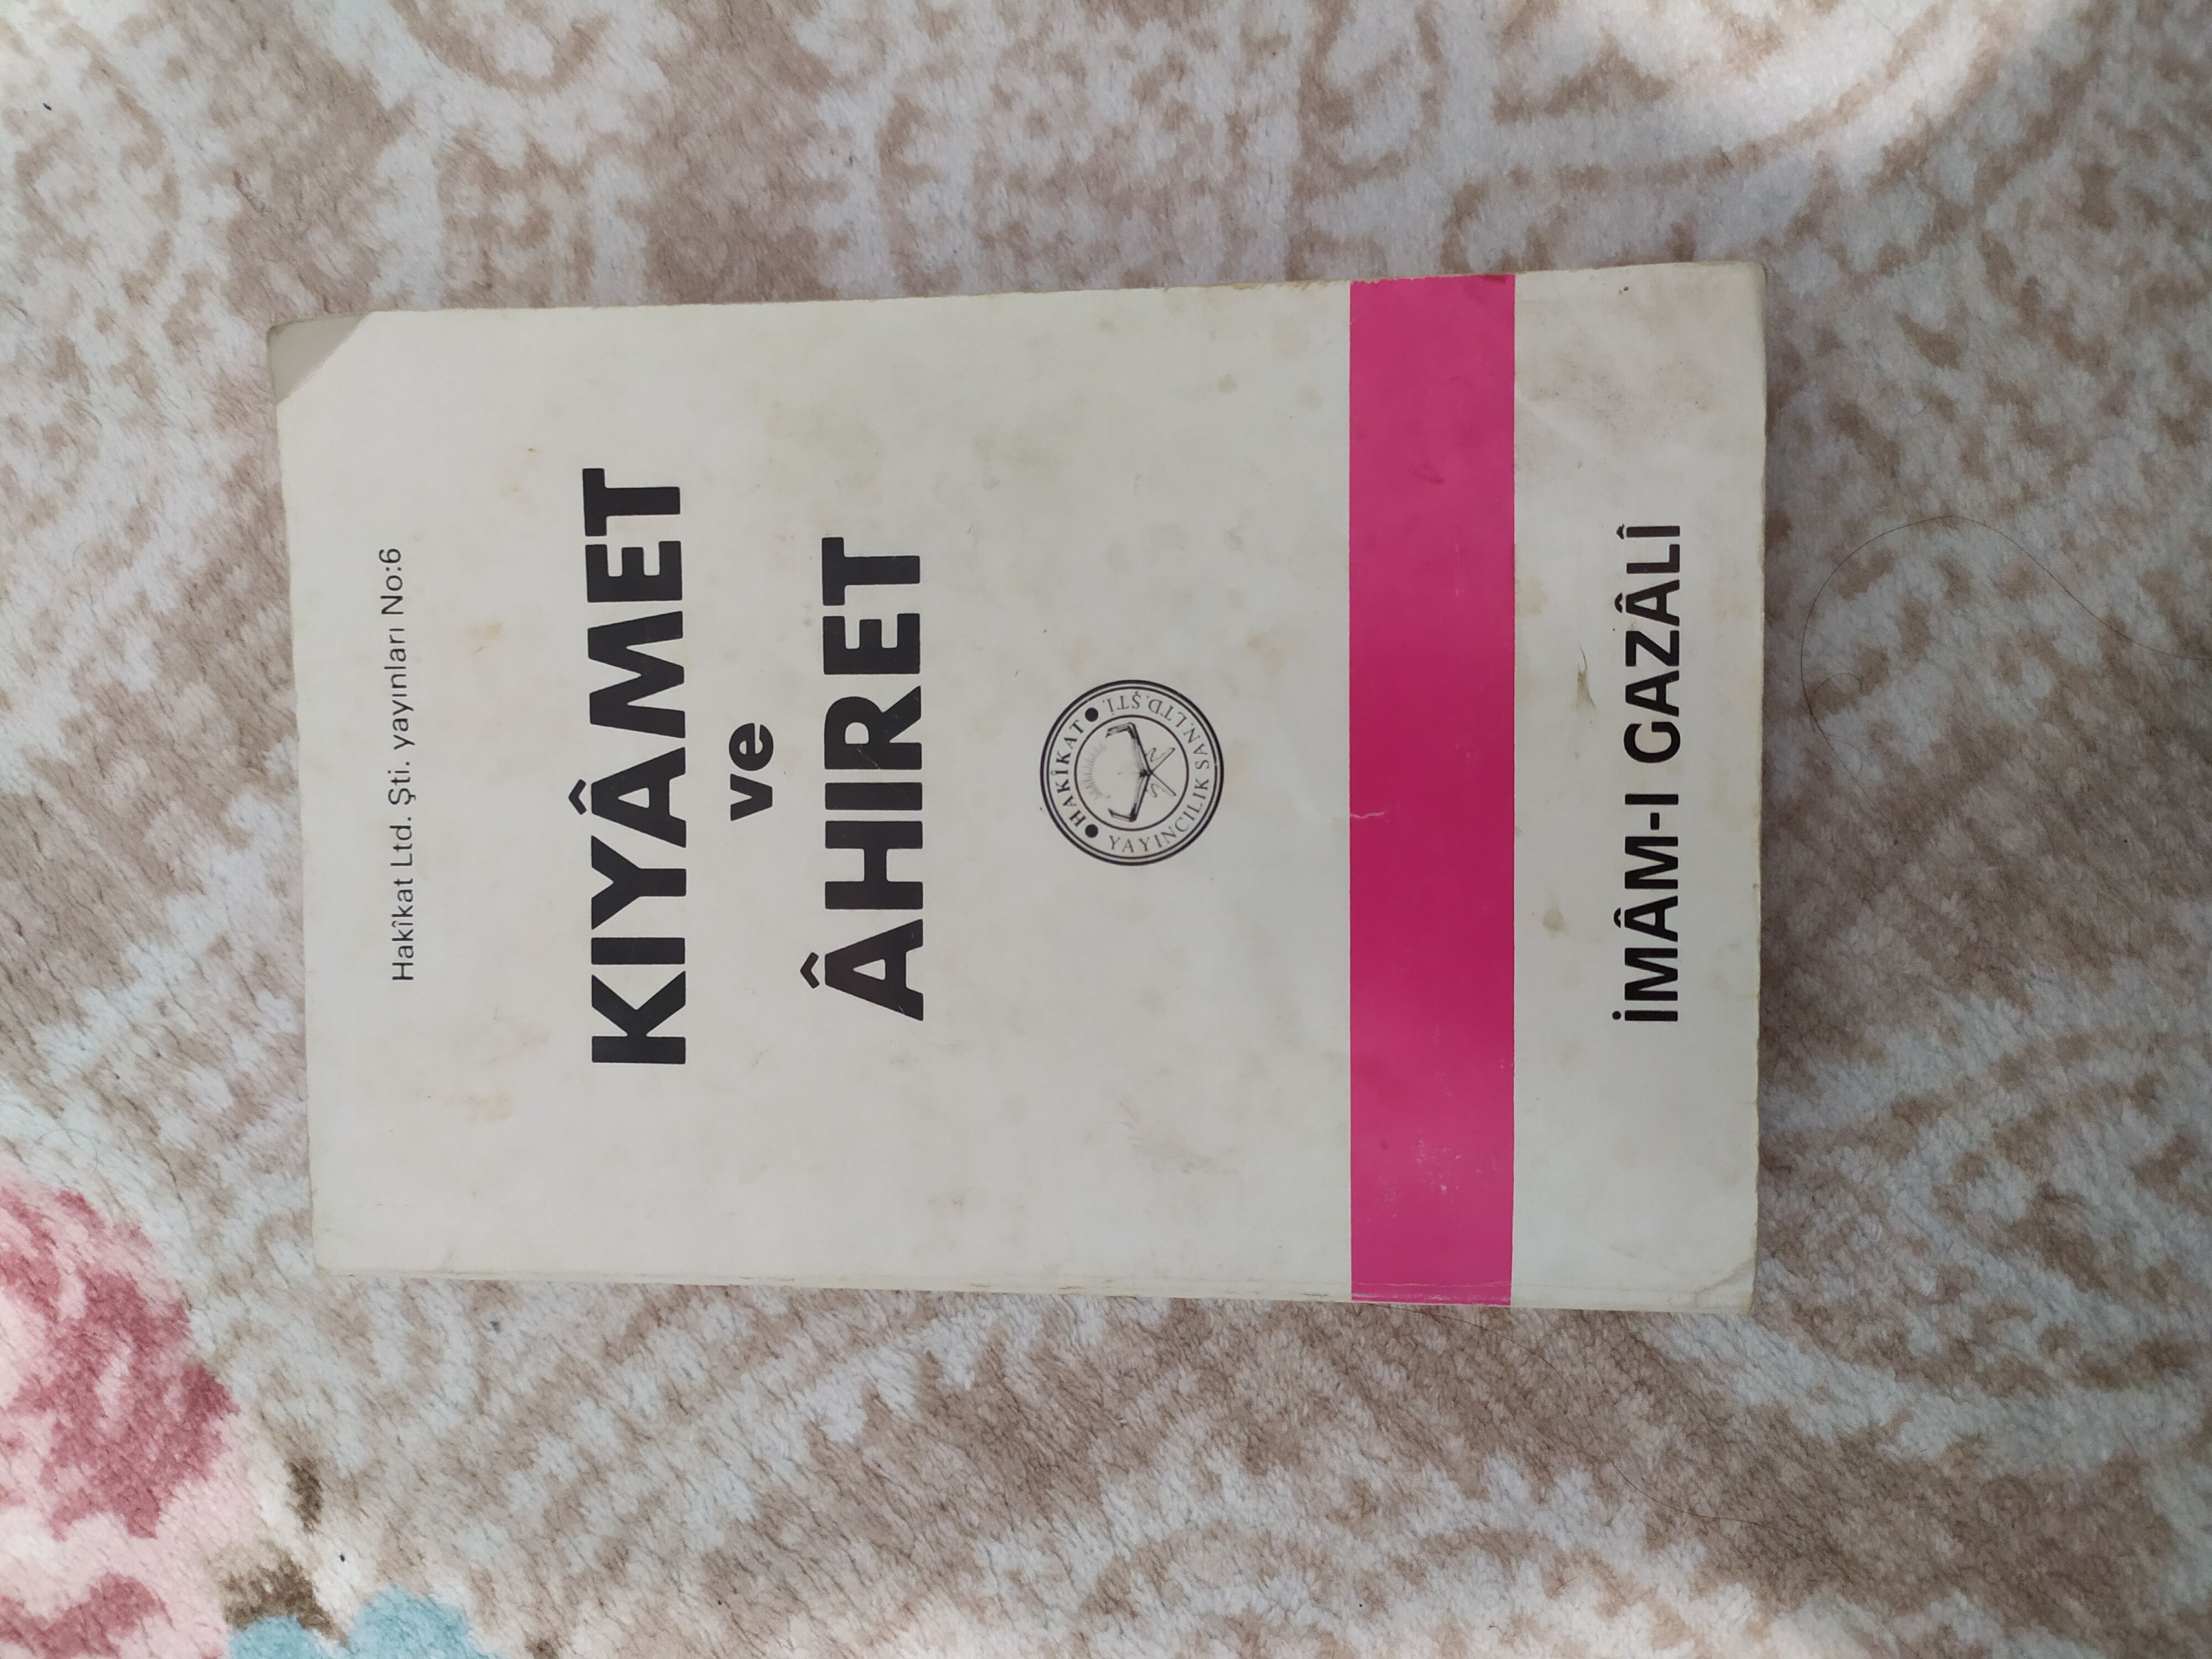 Hakîkat Ltd. Şti. yayınları No:6
KIYÂMET
ve
ÂHIRET
HAKÎKAT
YAYINCILIK SAN.LTD.ŞTİ.
İMÂM-I GAZÂLÎ